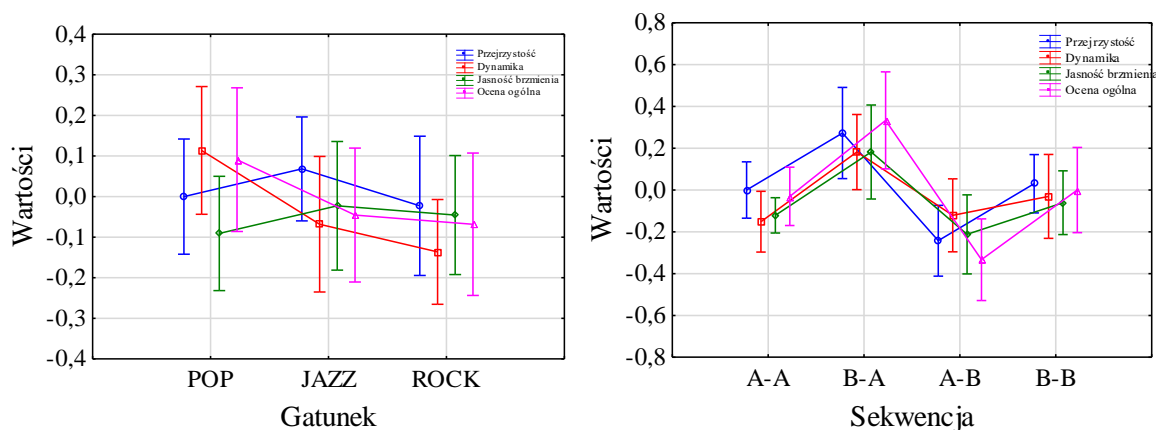 0,4
0,3
0,2
0,1
0,0
-0,1
-0,2
-0,3
-0,4
Wartości
Przejrzystość
Dynamika
Jasność brzmienia
Ocena ogólna
POP JAZZ ROCK
Gatunek
0,8
0,6
0,4
0,2
0,0
-0,2
-0,4
-0,6
-0,8
Wartości
Przejrzystość
Dynamika
Jasność brzmienia
Ocena ogólna
A-A B-A A-B B-B
Sekwencja